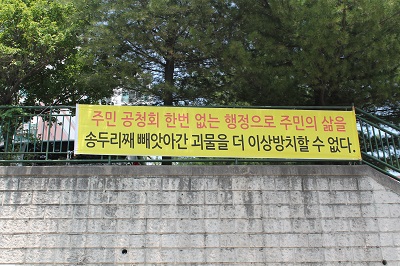 주민 공청회 한번 없는 행정으로 주민의 삶을
송두리째 빼앗아간 괴물을 더 이상방치할 수 없다.